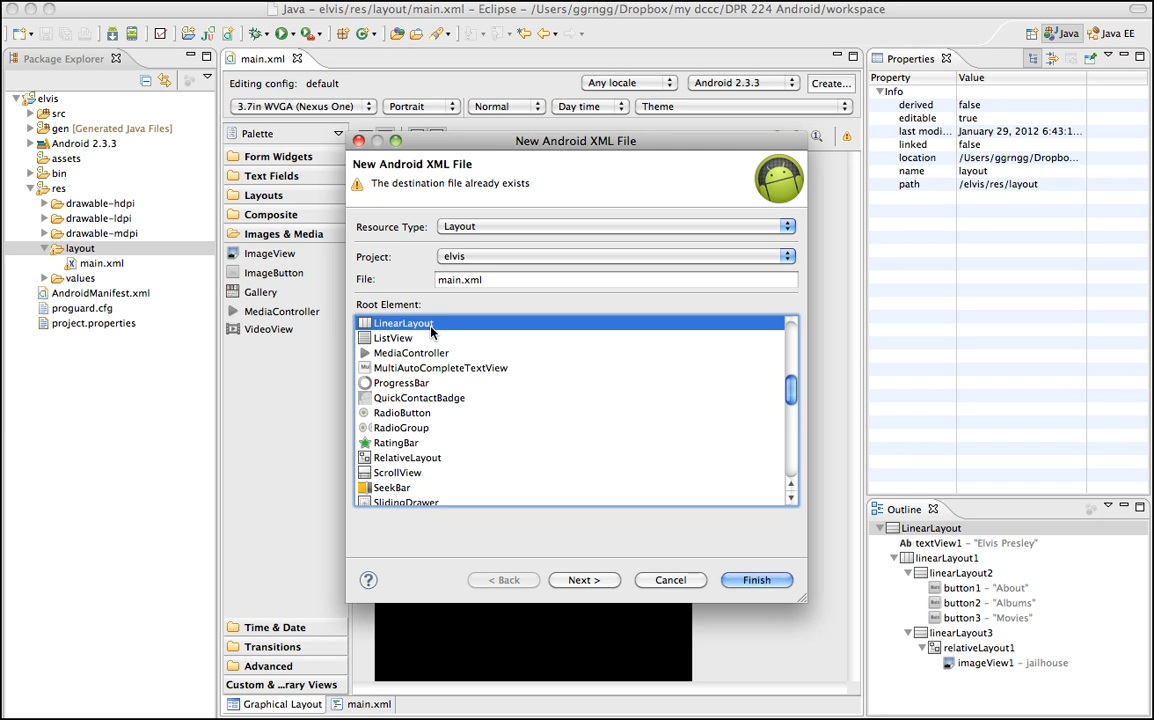 Java - elvis/res/layout/main.xml - Eclipse - /Users/ggrngg/Dropbox/my dccc/DPR 224 Android/workspace
Java
Java EE
Package Explorer
elvis
src
gen [Generated Java Files]
Android 2.3.3
assets
bin
res
drawable-hdpi
drawable-ldpi
drawable-mdpi
layout
main.xml
values
AndroidManifest.xml
proguard.cfg
project.properties
main.xml
Editing config: default
Any locale
Android 2.3.3
Create...
3.7in WVGA (Nexus One)
Portrait
Normal
Day time
Theme
Palette
Form Widgets
Text Fields
Layouts
Composite
Images & Media
ImageView
ImageButton
Gallery
MediaController
VideoView
Time & Date
Transitions
Advanced
Custom & ...rary Views
Graphical Layout
main.xml
New Android XML File
New Android XML File
The destination file already exists
Resource Type: Layout
Project: elvis
File: main.xml
Root Element:
LinearLayout
ListView
MediaController
MultiAutoCompleteTextView
ProgressBar
QuickContactBadge
RadioButton
RadioGroup
RatingBar
RelativeLayout
ScrollView
SeekBar
SlidingDrawer
?
< Back
Next >
Cancel
Finish
Properties
Property Value
Info
derived false
editable true
last modi... January 29, 2012 6:43:1...
linked false
location /Users/ggrngg/Dropbo...
name layout
path /elvis/res/layout
Outline
LinearLayout
Ab textView1 - "Elvis Presley"
linearLayout1
linearLayout2
button1 - "About"
button2 - "Albums"
button3 - "Movies"
linearLayout3
relativeLayout1
imageView1 - jailhouse